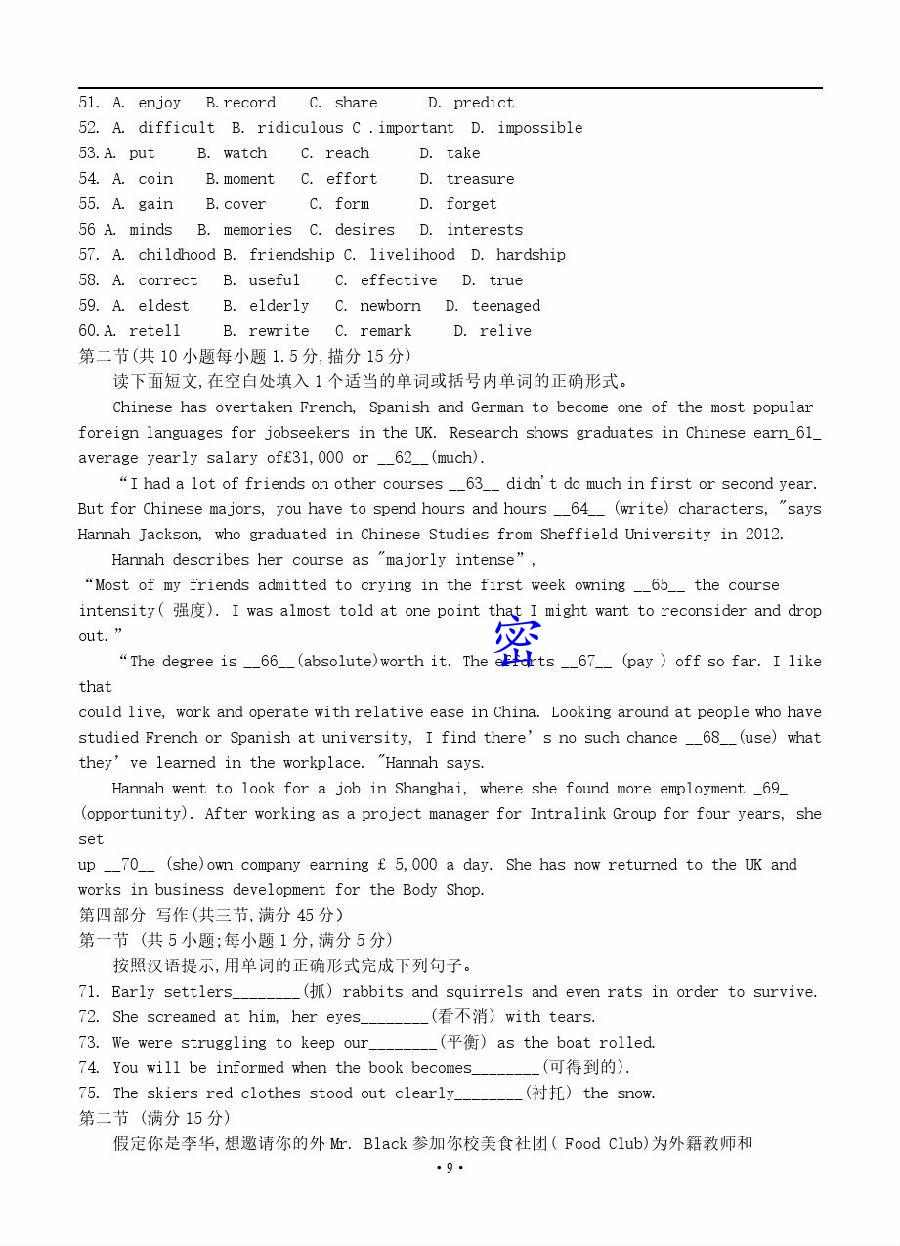 51. A. enjoy B.record C. share D. predict
52. A. difficult B. ridiculous C .important D. impossible
53.A. put B. watch C. reach D. take
54. A. coin B.moment C. effort D. treasure
55. A. gain B.cover C. form D. forget
56 A. minds B. memories C. desires D. interests
57. A. childhood B. friendship C. livelihood D. hardship
58. A. correct B. useful C. effective D. true
59. A. eldest B. elderly C. newborn D. teenaged
60.A. retell B. rewrite C. remark D. relive
第二节(共10小题每小题1.5分,描分15分)
读下面短文,在空白处填入1个适当的单词或括号内单词的正确形式。
Chinese has overtaken French, Spanish and German to become one of the most popular
foreign languages for jobseekers in the UK. Research shows graduates in Chinese earn_61_
average yearly salary of£31,000 or __62__(much).
“I had a lot of friends on other courses __63__ didn't do much in first or second year.
But for Chinese majors, you have to spend hours and hours __64__ (write) characters, "says
Hannah Jackson, who graduated in Chinese Studies from Sheffield University in 2012.
Hannah describes her course as "majorly intense”,
“Most of my friends admitted to crying in the first week owning __65__ the course
intensity( 强度). I was almost told at one point that I might want to reconsider and drop
out.”
“The degree is __66__(absolute)worth it. The efforts __67__ (pay ) off so far. I like
that
could live, work and operate with relative ease in China. Looking around at people who have
studied French or Spanish at university, I find there’s no such chance __68__(use) what
they’ve learned in the workplace. "Hannah says.
Hannah went to look for a job in Shanghai, where she found more employment _69_
(opportunity). After working as a project manager for Intralink Group for four years, she
set
up __70__ (she)own company earning £ 5,000 a day. She has now returned to the UK and
works in business development for the Body Shop.
第四部分 写作(共三节,满分45分)
第一节 (共5小题;每小题1分,满分5分)
按照汉语提示,用单词的正确形式完成下列句子。
71. Early settlers________(抓) rabbits and squirrels and even rats in order to survive.
72. She screamed at him, her eyes________(看不消) with tears.
73. We were struggling to keep our________(平衡) as the boat rolled.
74. You will be informed when the book becomes________(可得到的).
75. The skiers red clothes stood out clearly________(衬托) the snow.
第二节 (满分15分)
假定你是李华,想邀请你的外Mr. Black参加你校美食社团( Food Club)为外籍教师和
·9·
密